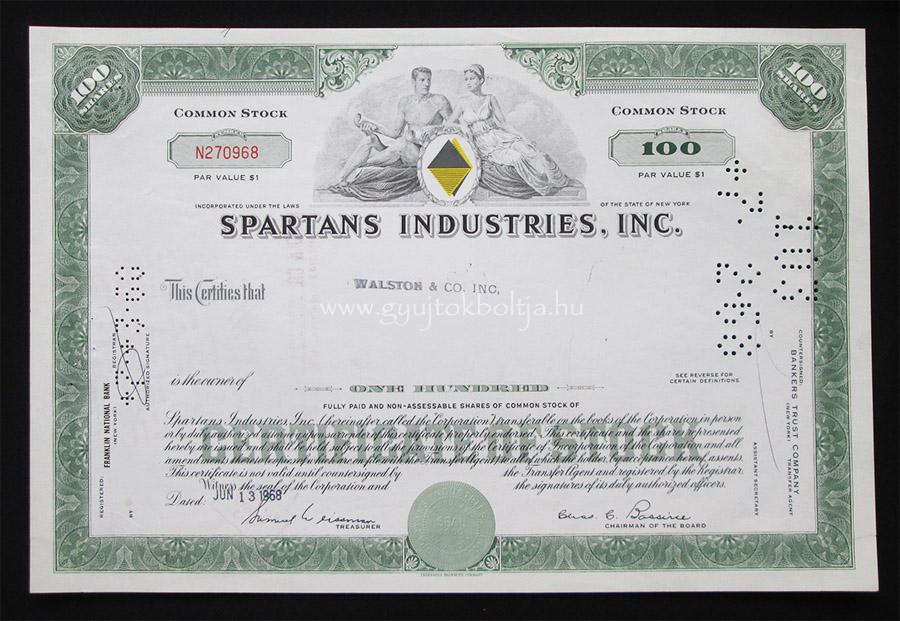 100 SHARES
100 SHARES
COMMON STOCK
COMMON STOCK
N270968
100
PAR VALUE $1
PAR VALUE $1
INCORPORATED UNDER THE LAWS
OF THE STATE OF NEW YORK
SPARTANS INDUSTRIES, INC.
This Certifies that
WALSTON & CO. INC.
www.gyujtokboltja.hu
SEE REVERSE FOR
CERTAIN DEFINITIONS
is the owner of
ONE HUNDRED
FULLY PAID AND NON-ASSESSABLE SHARES OF COMMON STOCK OF
Spartans Industries, Inc. (hereinafter called the "Corporation") transferable on the books of the Corporation in person
or by duly authorized attorney upon surrender of this certificate properly endorsed. This certificate and the shares represented
hereby are issued and shall be held subject to all the provisions of the Certificate of Incorporation of the Corporation and all
amendments thereto (copies of which are on file with the Transfer Agent) to all of which the holder, by acceptance hereof, assents.
This certificate is not valid until countersigned by the Transfer Agent and registered by the Registrar.
Witness the seal of the Corporation and the signatures of its duly authorized officers.
Dated:
JUN 13 1968
TREASURER
CHAIRMAN OF THE BOARD
REGISTERED:
FRANKLIN NATIONAL BANK
(NEW YORK)
REGISTRAR
BY
AUTHORIZED SIGNATURE
COUNTERSIGNED:
BANKERS TRUST COMPANY
(NEW YORK)
TRANSFER AGENT
BY
ASSISTANT SECRETARY